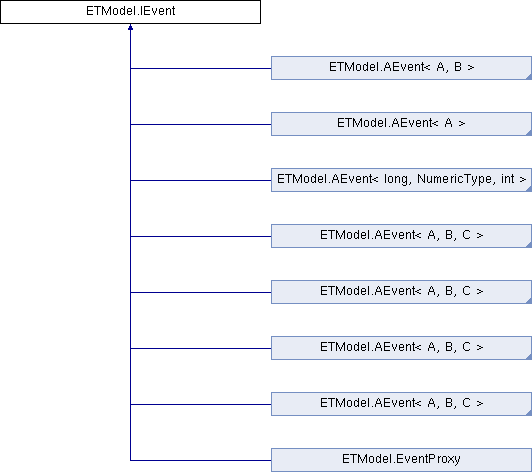 ETModel.IEvent
ETModel.AEvent< A, B >
ETModel.AEvent< A >
ETModel.AEvent< long, NumericType, int >
ETModel.AEvent< A, B, C >
ETModel.AEvent< A, B, C >
ETModel.AEvent< A, B, C >
ETModel.AEvent< A, B, C >
ETModel.EventProxy